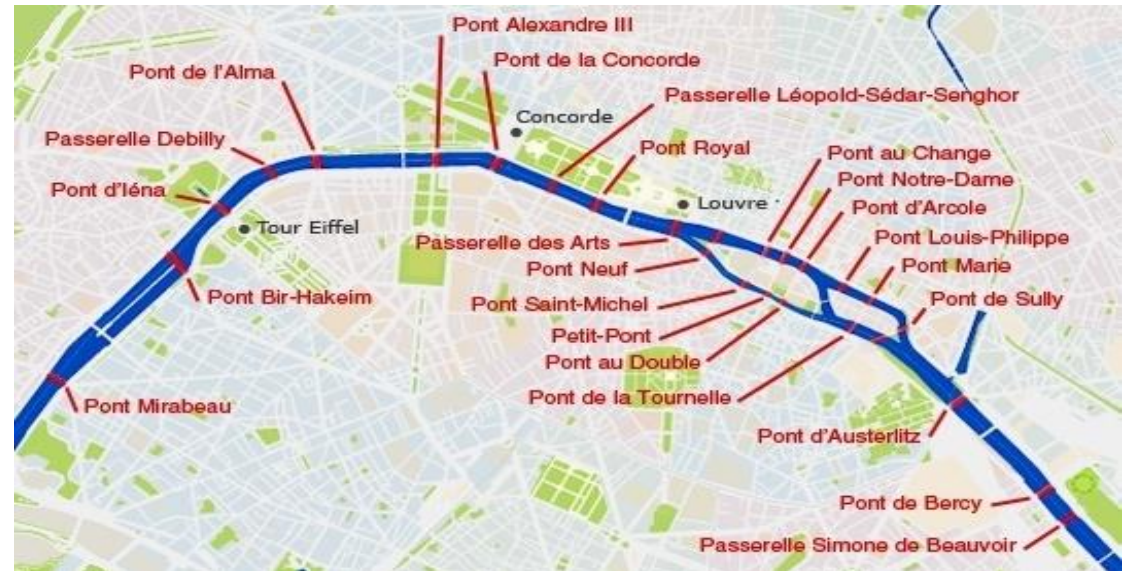 Pont Alexandre III
Pont de la Concorde
Pont de l'Alma
Passerelle Léopold-Sédar-Senghor
Concorde
Passerelle Debilly
Pont Royal
Pont au Change
Pont Notre-Dame
Pont d'Iéna
Louvre
Pont d'Arcole
Tour Eiffel
Passerelle des Arts
Pont Louis-Philippe
Pont Neuf
Pont Marie
Pont Bir-Hakeim
Pont Saint-Michel
Pont de Sully
Petit-Pont
Pont au Double
Pont de la Tournelle
Pont Mirabeau
Pont d'Austerlitz
Pont de Bercy
Passerelle Simone de Beauvoir